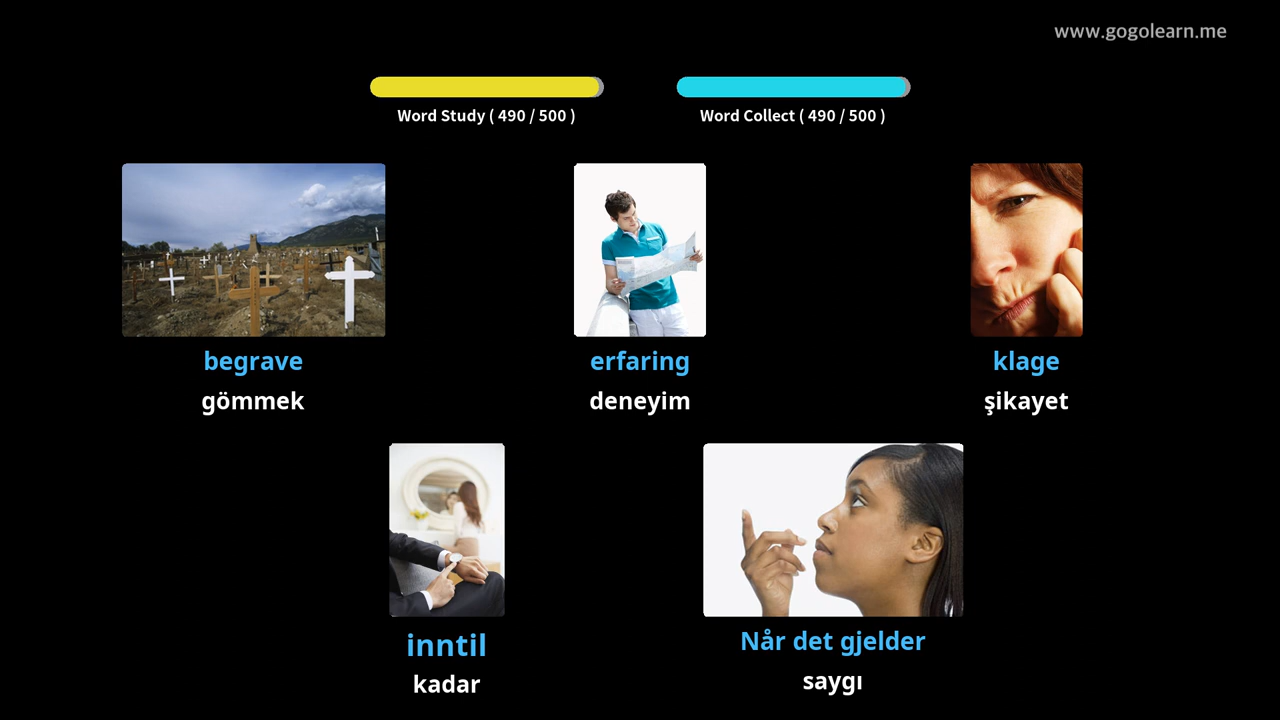 www.gogolearn.me
Word Study ( 490 / 500 )
Word Collect ( 490 / 500 )
begrave
gömmek
erfaring
deneyim
klage
şikayet
inntil
kadar
Når det gjelder
saygı